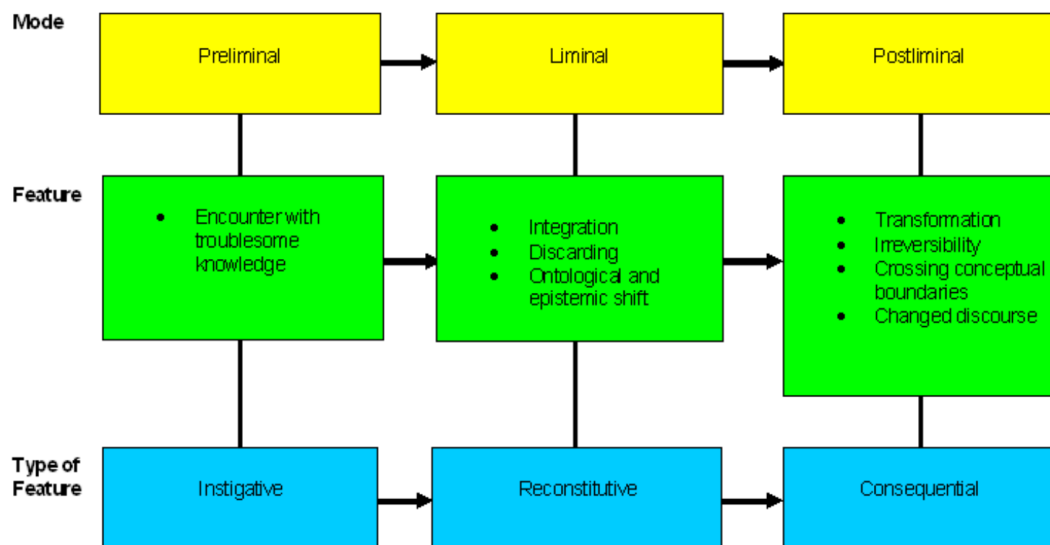 Mode
Preliminal
Liminal
Postliminal
Feature
• Encounter with
troublesome
knowledge
• Integration
• Discarding
• Ontological and
epistemic shift
• Transformation
• Irreversibility
• Crossing conceptual
boundaries
• Changed discourse
Type of
Feature
Instigative
Reconstitutive
Consequential